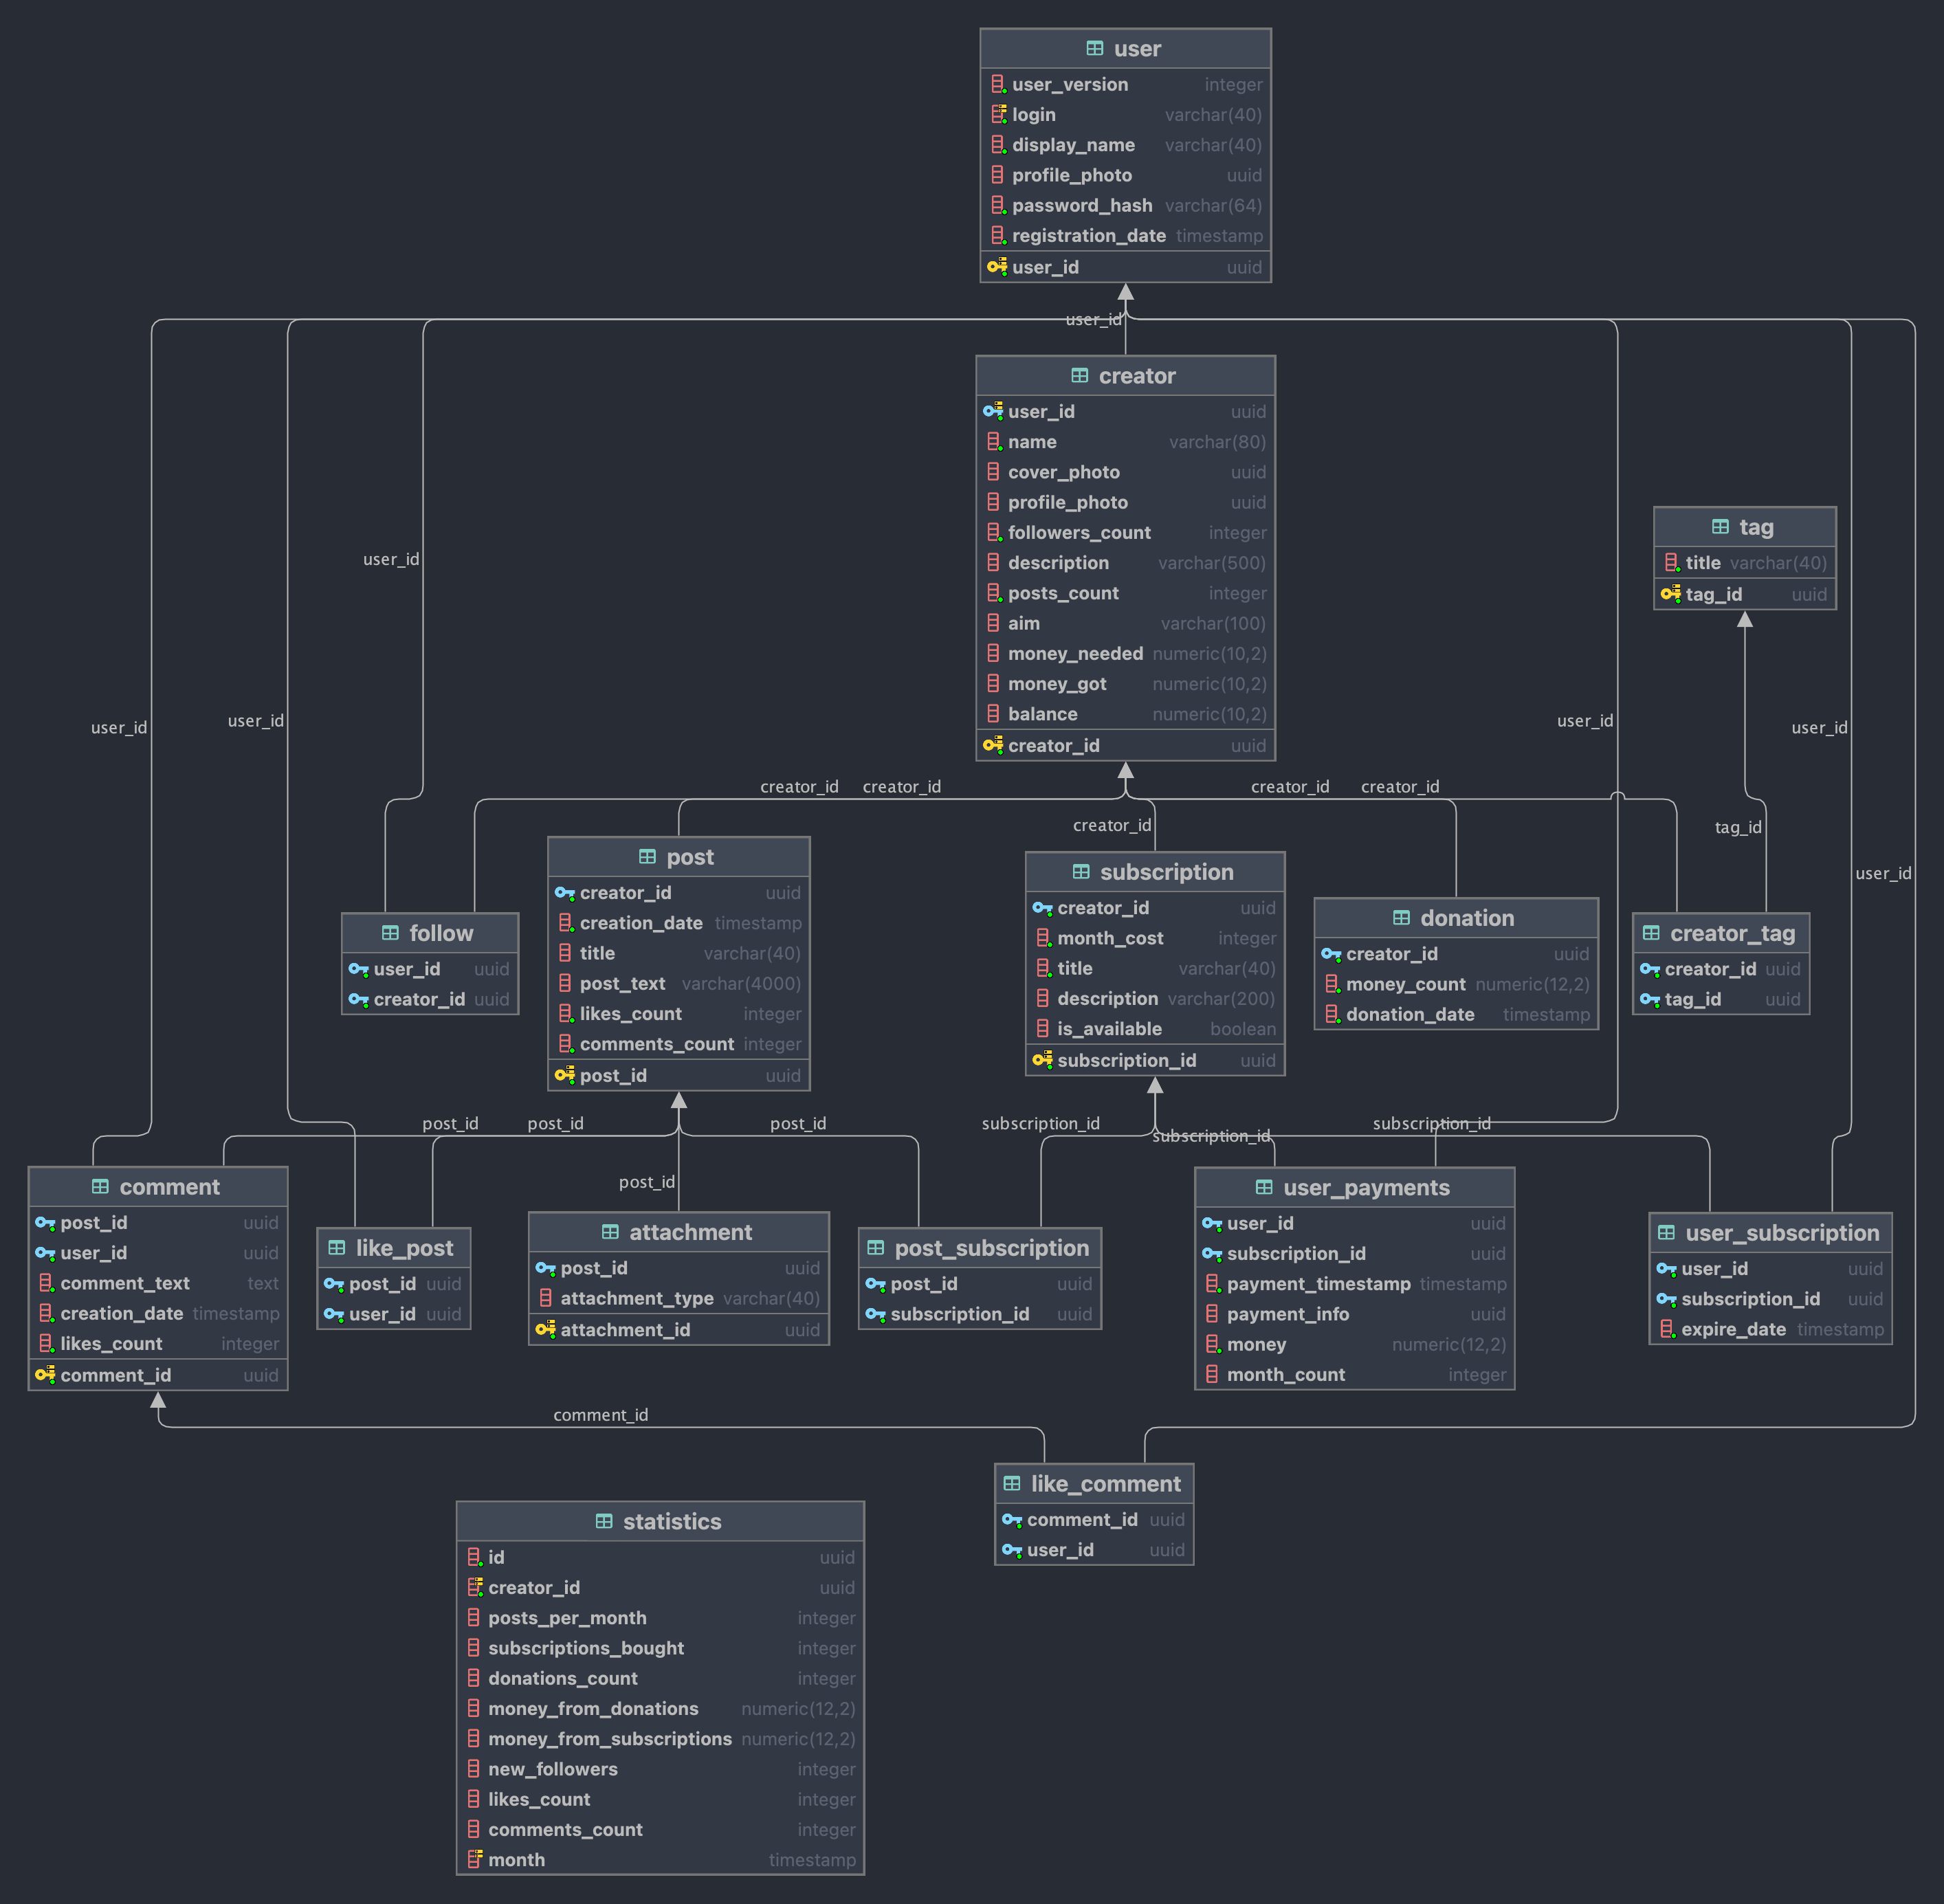 user
user_version integer
login varchar(40)
display_name varchar(40)
profile_photo uuid
password_hash varchar(64)
registration_date timestamp
user_id uuid
user_id
creator
user_id uuid
name varchar(80)
cover_photo uuid
profile_photo uuid
followers_count integer
description varchar(500)
posts_count integer
aim varchar(100)
money_needed numeric(10,2)
money_got numeric(10,2)
balance numeric(10,2)
creator_id uuid
tag
title varchar(40)
tag_id uuid
user_id
user_id
user_id
user_id
user_id
creator_id
creator_id
creator_id
creator_id
creator_id
tag_id
user_id
follow
user_id uuid
creator_id uuid
post
creator_id uuid
creation_date timestamp
title varchar(40)
post_text varchar(4000)
likes_count integer
comments_count integer
post_id uuid
subscription
creator_id uuid
month_cost integer
title varchar(40)
description varchar(200)
is_available boolean
subscription_id uuid
donation
creator_id uuid
money_count numeric(12,2)
donation_date timestamp
creator_tag
creator_id uuid
tag_id uuid
post_id
post_id
post_id
subscription_id
subscription_id
subscription_id
post_id
comment
post_id uuid
user_id uuid
comment_text text
creation_date timestamp
likes_count integer
comment_id uuid
like_post
post_id uuid
user_id uuid
attachment
post_id uuid
attachment_type varchar(40)
attachment_id uuid
post_subscription
post_id uuid
subscription_id uuid
user_payments
user_id uuid
subscription_id uuid
payment_timestamp timestamp
payment_info uuid
money numeric(12,2)
month_count integer
user_subscription
user_id uuid
subscription_id uuid
expire_date timestamp
comment_id
like_comment
comment_id uuid
user_id uuid
statistics
id uuid
creator_id uuid
posts_per_month integer
subscriptions_bought integer
donations_count integer
money_from_donations numeric(12,2)
money_from_subscriptions numeric(12,2)
new_followers integer
likes_count integer
comments_count integer
month timestamp